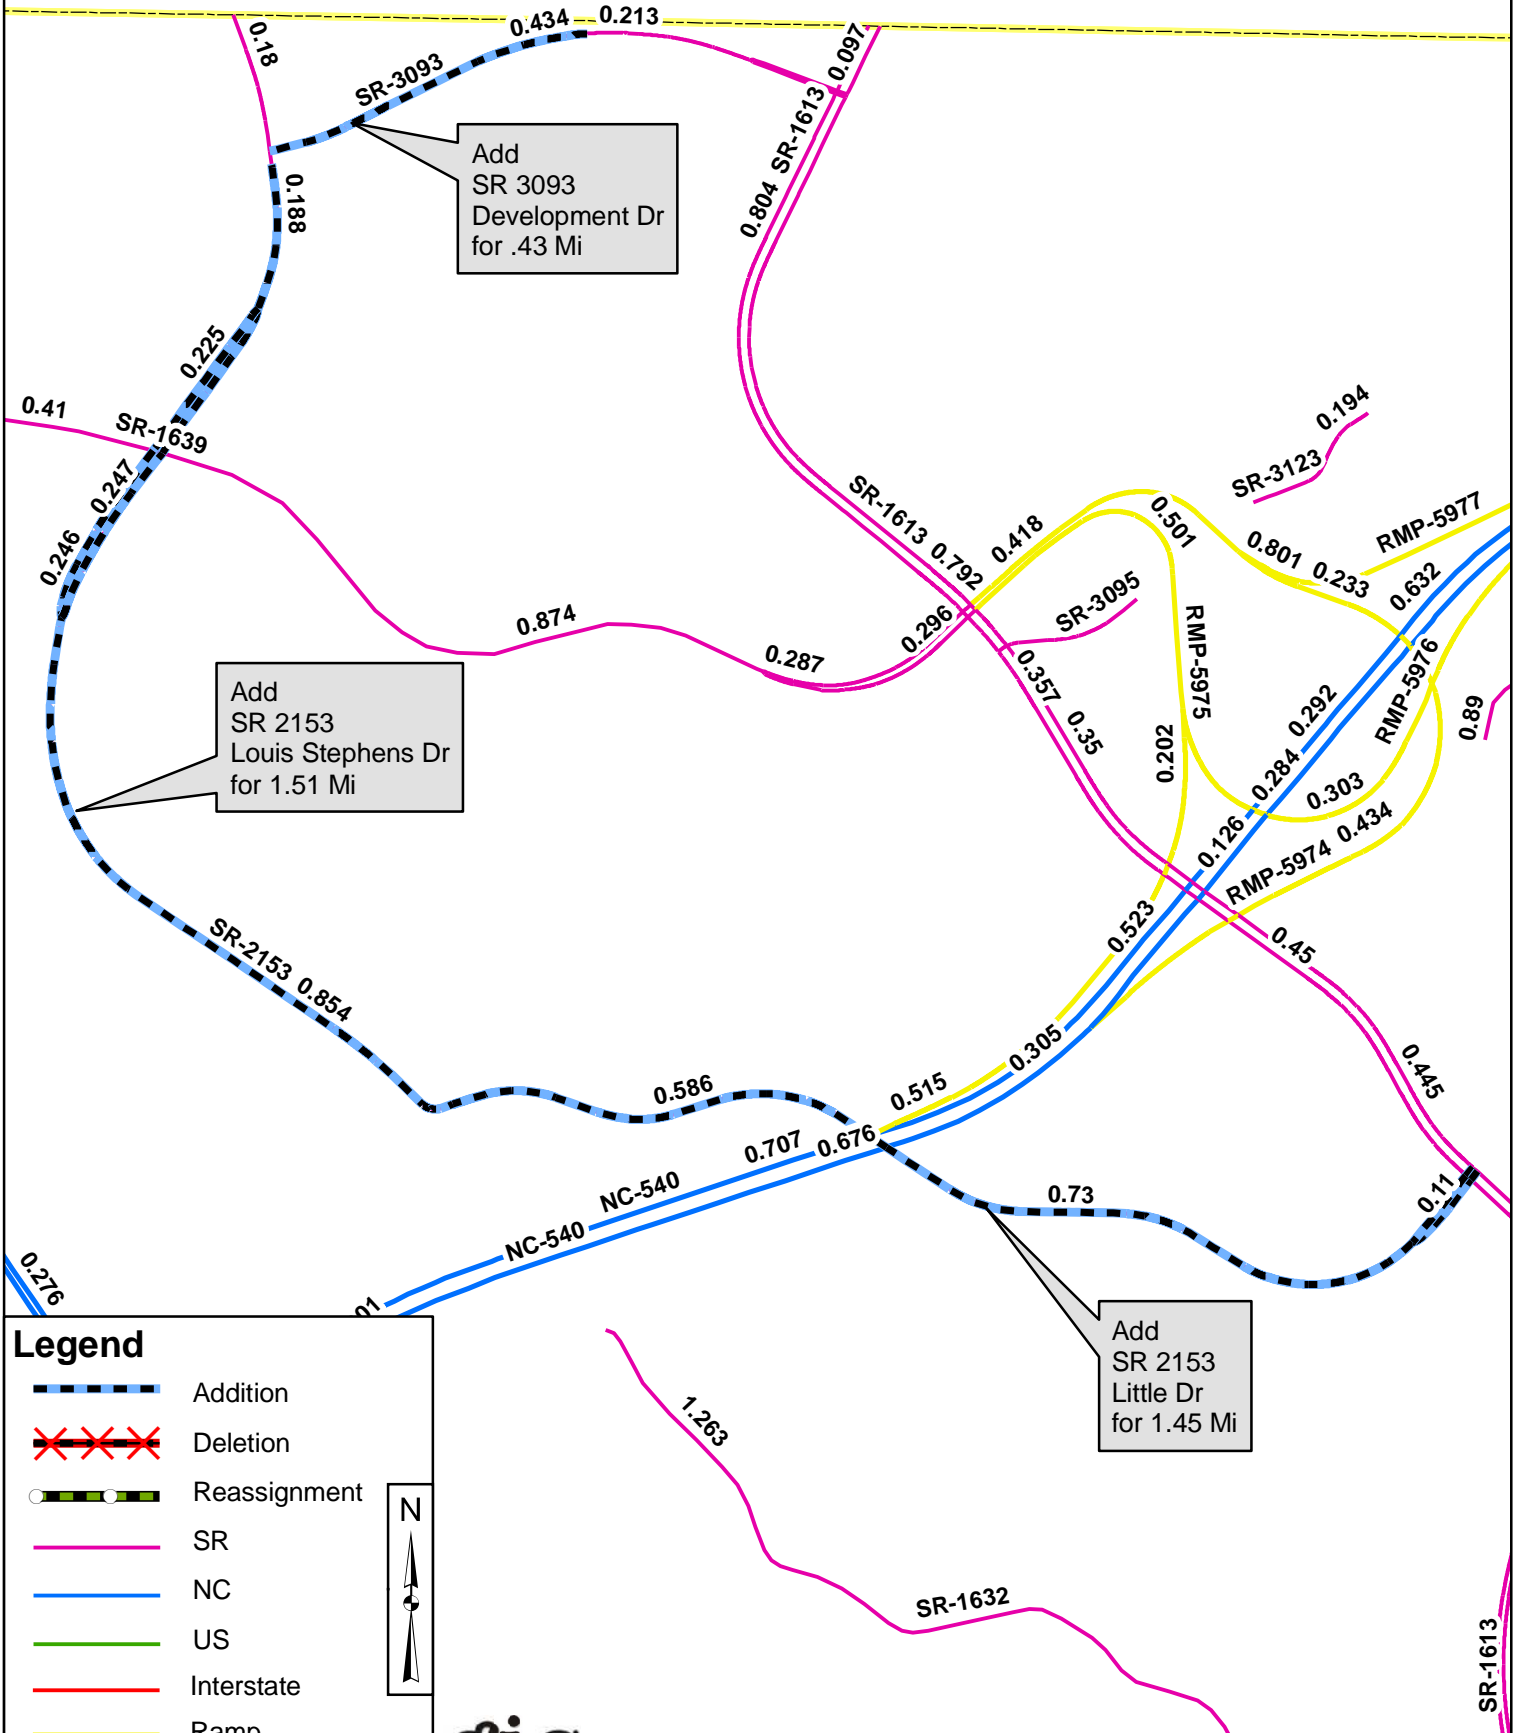 0.18
0.434
0.213
0.097
SR-3093
SR-1613
0.804
Add
SR 3093
Development Dr
for .43 Mi
0.188
0.225
0.41
SR-1639
0.247
0.246
0.194
SR-3123
SR-1613
0.792
0.418
0.501
0.801
0.233
RMP-5977
0.632
0.874
0.287
0.296
SR-3095
RMP-5975
0.357
0.35
0.202
0.292
0.284
RMP-5976
0.89
0.303
0.434
0.126
RMP-5974
Add
SR 2153
Louis Stephens Dr
for 1.51 Mi
SR-2153
0.854
0.523
0.45
0.305
0.445
0.586
0.515
0.707
0.676
NC-540
NC-540
0.73
0.11
0.276
01
Add
SR 2153
Little Dr
for 1.45 Mi
1.263
SR-1632
SR-1613
Legend
Addition
Deletion
Reassignment
SR
NC
US
Interstate
Ramp
N